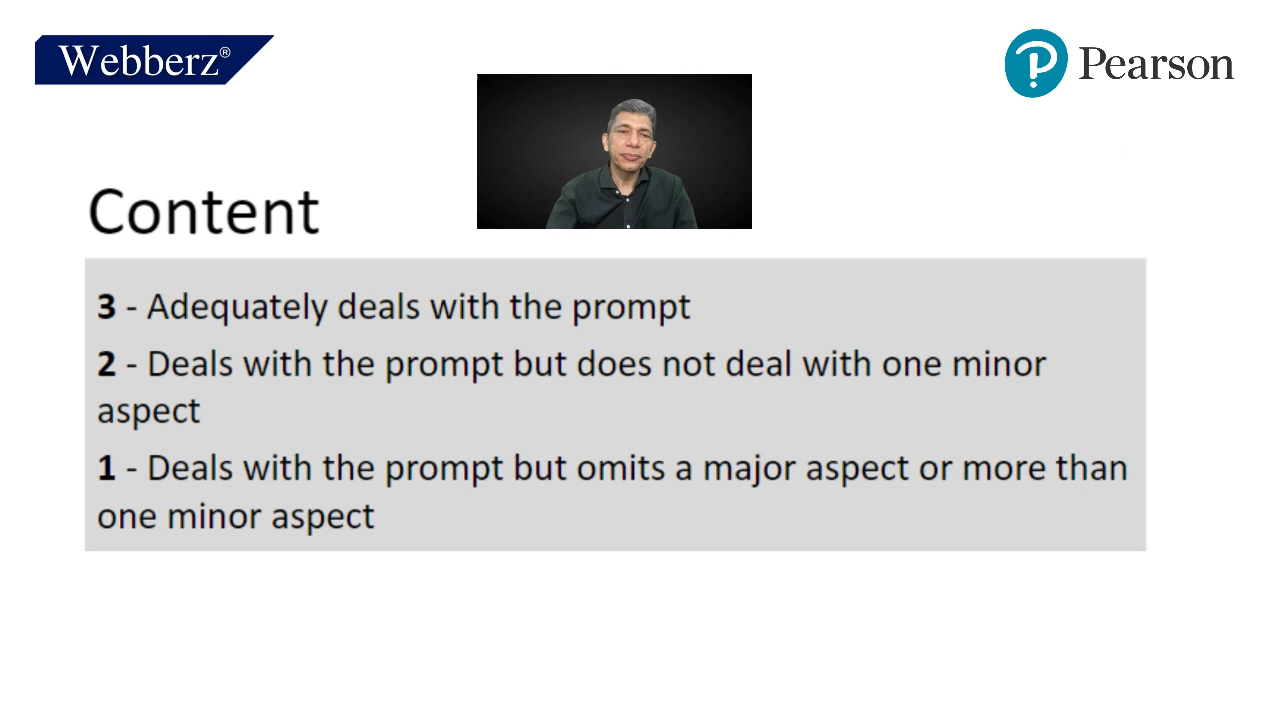 Webberz®
Pearson
Content
3 - Adequately deals with the prompt
2 - Deals with the prompt but does not deal with one minor
aspect
1 - Deals with the prompt but omits a major aspect or more than
one minor aspect